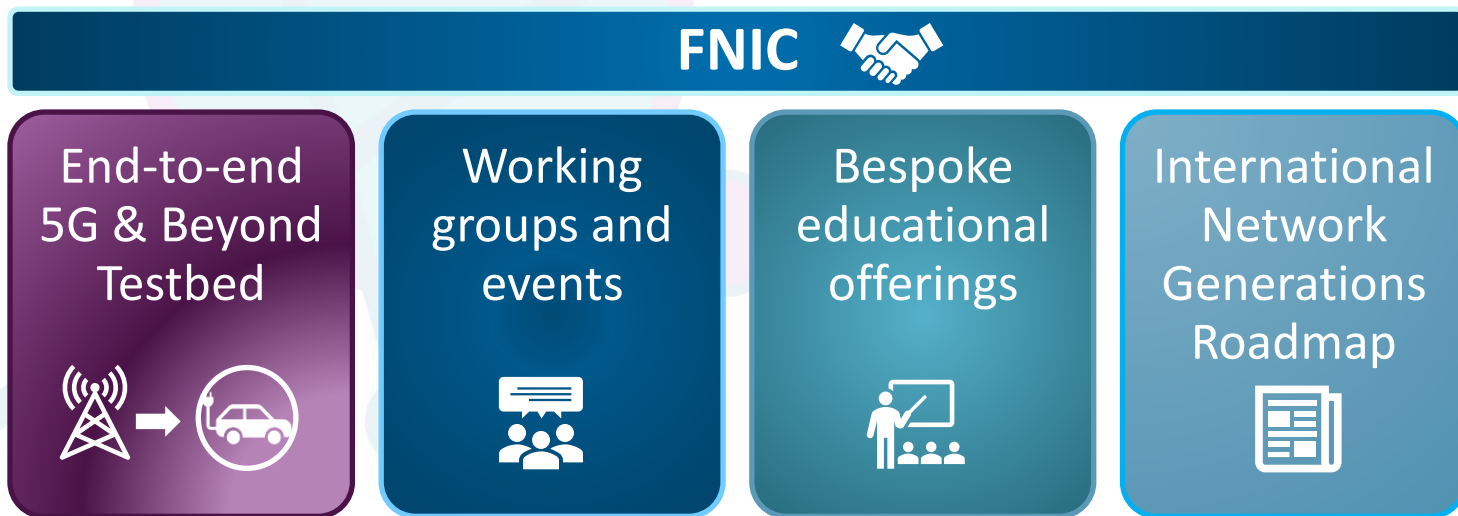 FNIC
End-to-end
5G & Beyond
Testbed
Working
groups and
events
Bespoke
educational
offerings
International
Network
Generations
Roadmap